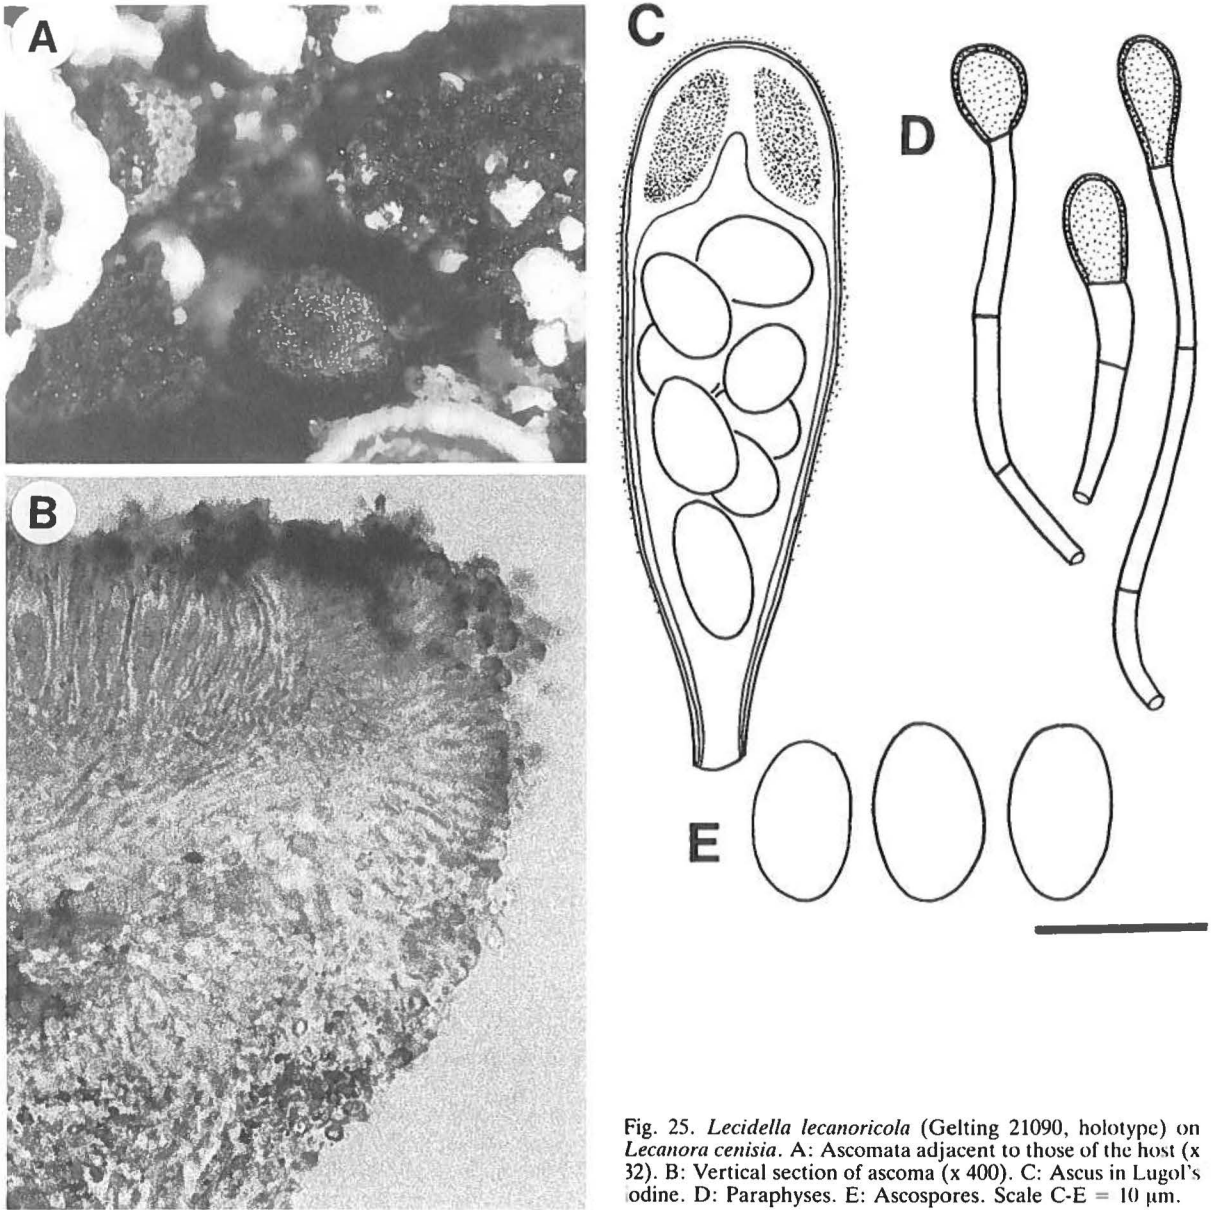 A
B
C
D
E
Fig. 25. Lecidella lecanoricola (Gelting 21090, holotype) on
Lecanora cenisia. A: Ascomata adjacent to those of the host (x
32). B: Vertical section of ascoma (x 400). C: Ascus in Lugol's
iodine. D: Paraphyses. E: Ascospores. Scale C-E = 10 µm.